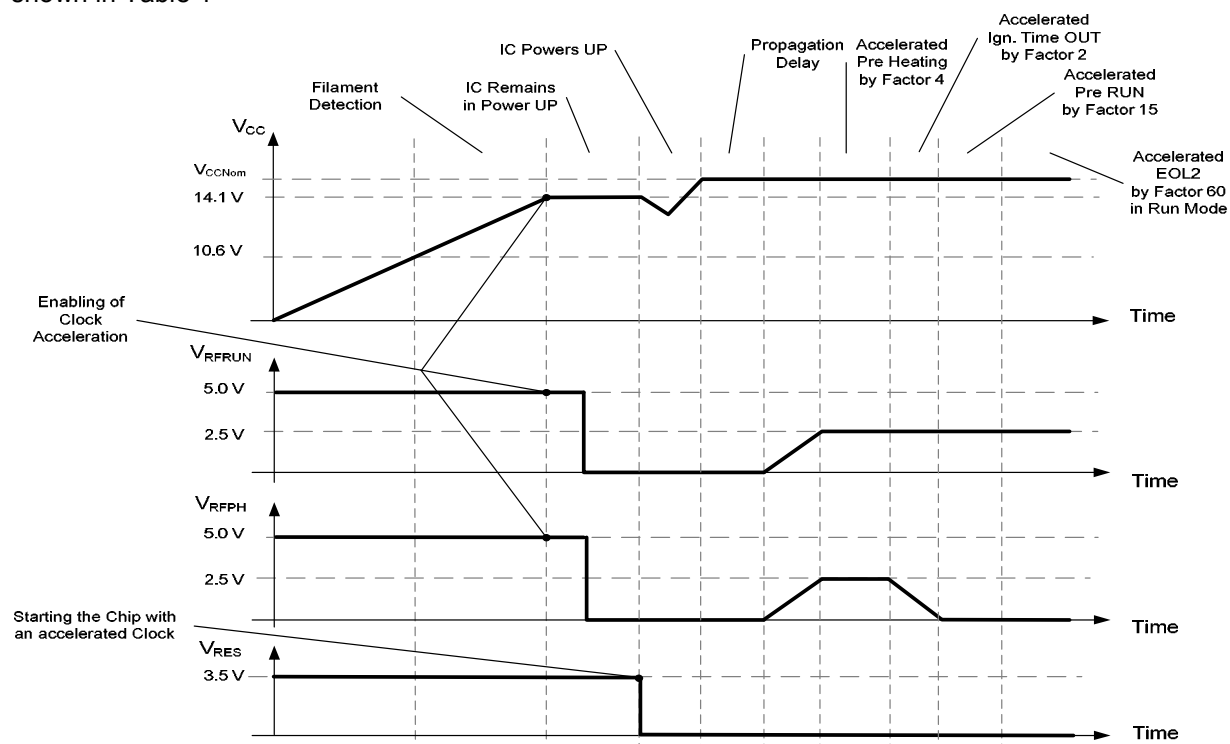 shown in Table 4
Accelerated
Ign. Time OUT
by Factor 2
IC Powers UP
Propagation
Delay
Accelerated
Pre Heating
by Factor 4
Accelerated
Pre RUN
by Factor 15
Filament
Detection
IC Remains
in Power UP
Accelerated
EOL2
by Factor 60
in Run Mode
VCC
VCCNom
14.1 V
10.6 V
Time
Enabling of
Clock
Acceleration
VRFRUN
5.0 V
2.5 V
Time
VRFPH
5.0 V
2.5 V
Time
Starting the Chip with
an accelerated Clock
VRES
3.5 V
Time